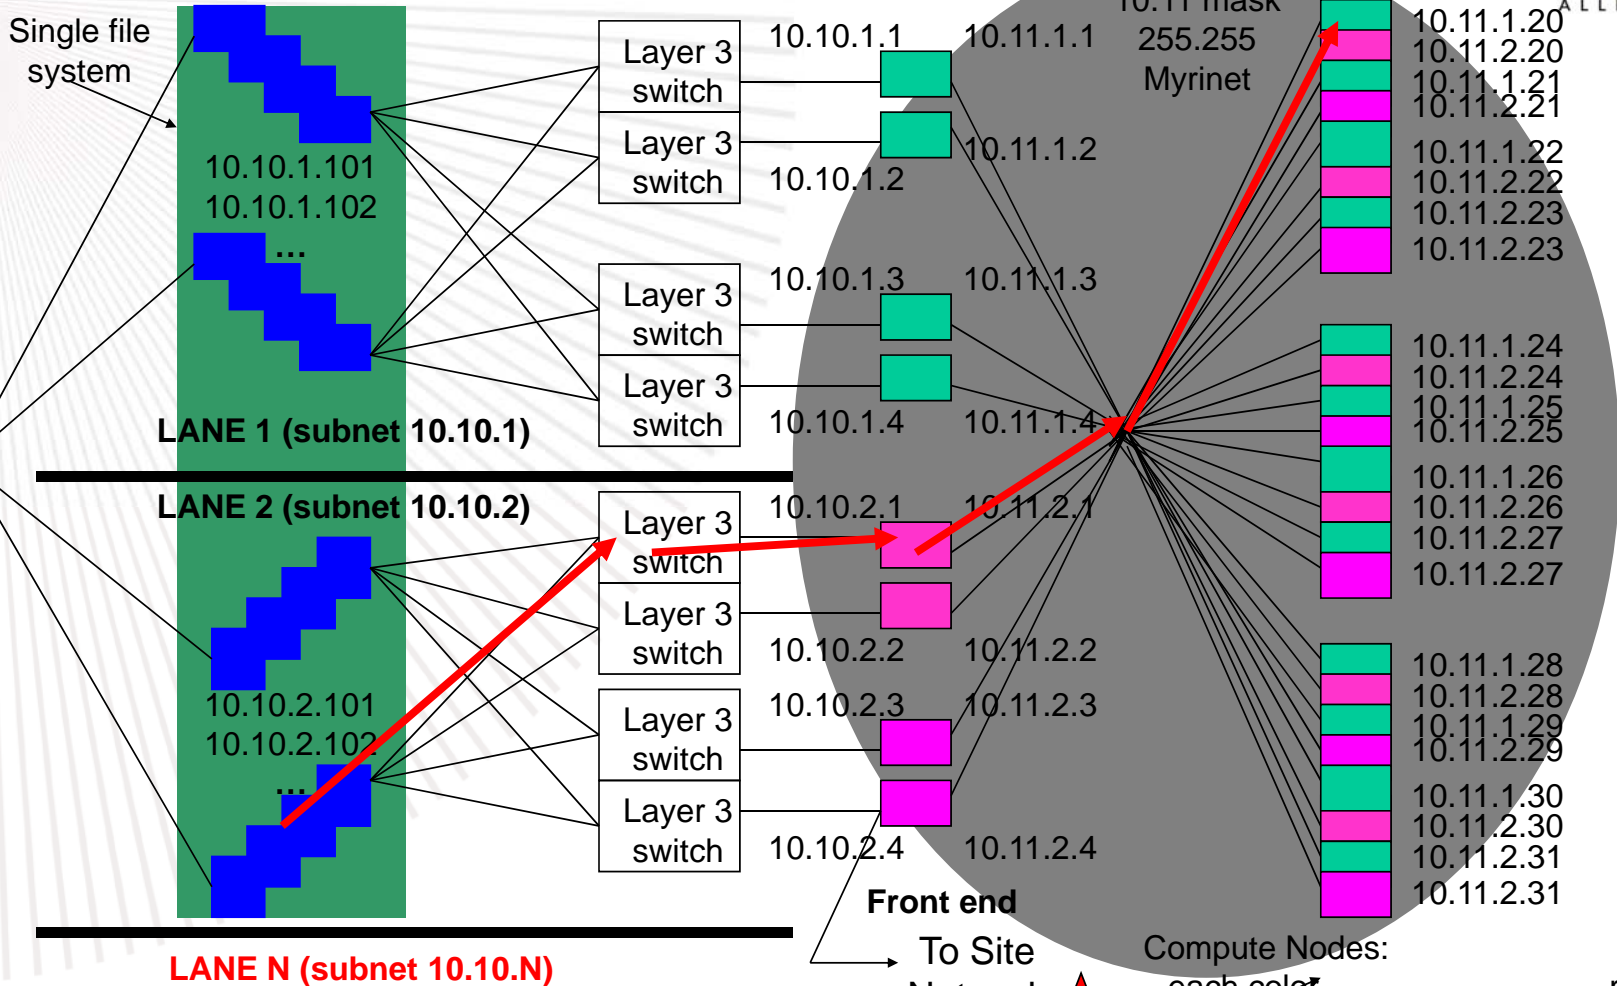 Single file
system
10.10.1.101
10.10.1.102
...
LANE 1 (subnet 10.10.1)
LANE 2 (subnet 10.10.2)
10.10.2.101
10.10.2.102
...
LANE N (subnet 10.10.N)
Layer 3
switch
Layer 3
switch
Layer 3
switch
Layer 3
switch
Layer 3
switch
Layer 3
switch
Layer 3
switch
Layer 3
switch
10.10.1.1
10.11.1.1
10.11.1.2
10.10.1.2
10.10.1.3
10.11.1.3
10.10.1.4
10.11.1.4
10.10.2.1
10.11.2.1
10.10.2.2
10.11.2.2
10.10.2.3
10.11.2.3
10.10.2.4
10.11.2.4
Front end
To Site
10.11 mask
255.255
Myrinet
A L L
10.11.1.20
10.11.2.20
10.11.1.21
10.11.2.21
10.11.1.22
10.11.2.22
10.11.2.23
10.11.2.23
10.11.1.24
10.11.2.24
10.11.1.25
10.11.2.25
10.11.1.26
10.11.2.26
10.11.2.27
10.11.2.27
10.11.1.28
10.11.2.28
10.11.1.29
10.11.2.29
10.11.1.30
10.11.2.30
10.11.2.31
10.11.2.31
Compute Nodes:
each color